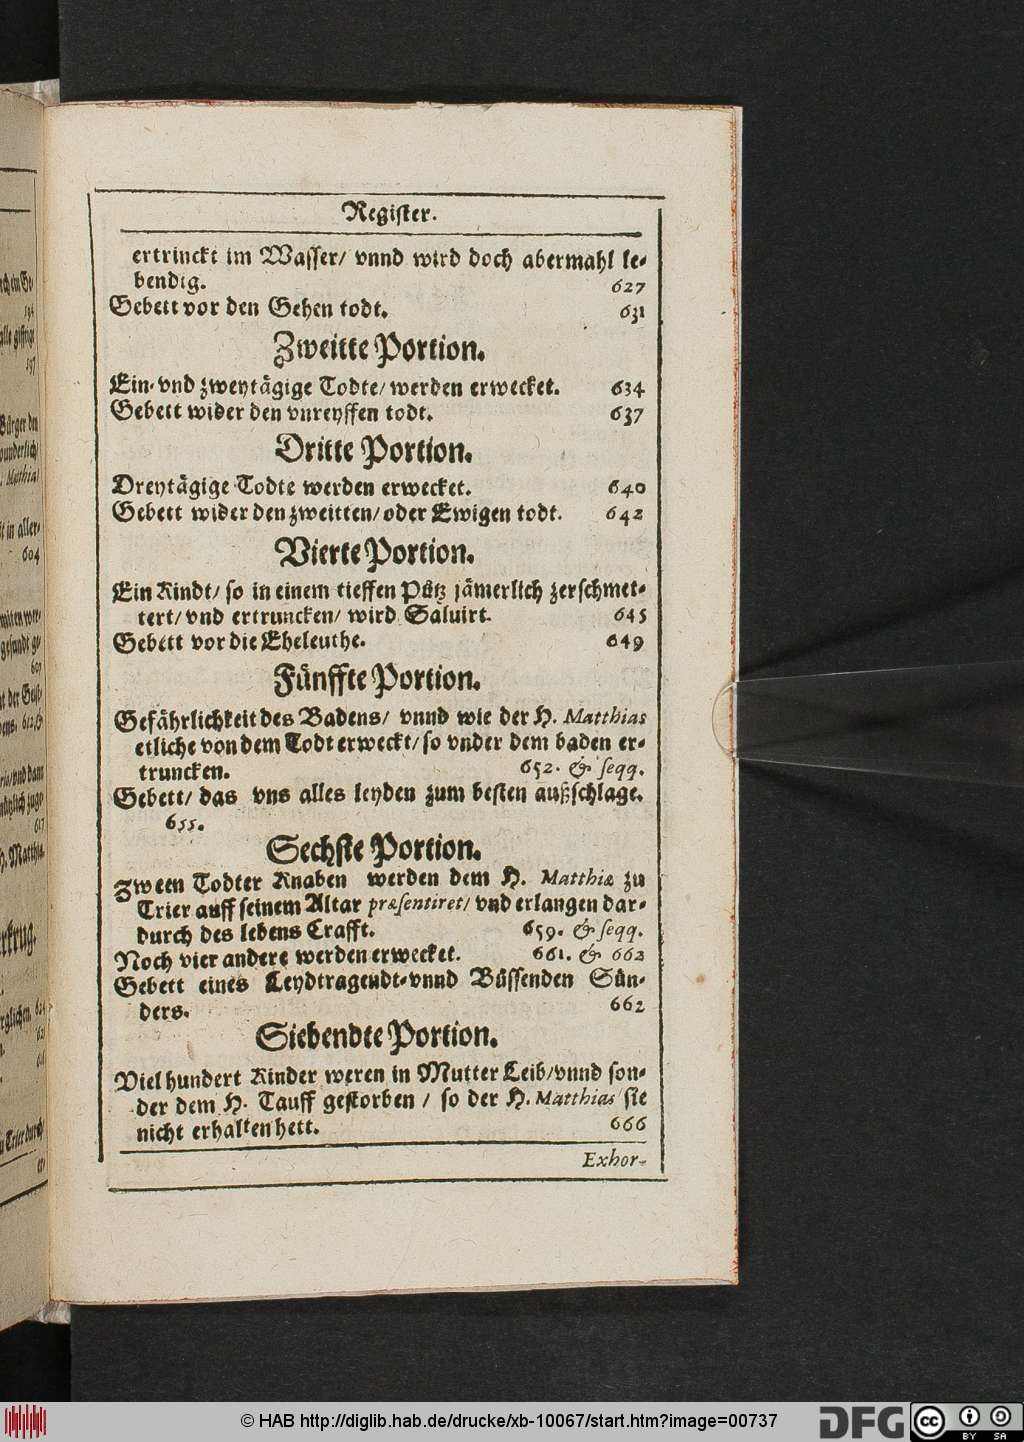 Register.
ertrinckt im Wasser/ vnnd wird doch abermahl le-
bendig. 627
Gebett vor den Gehen todt. 631
Zweitte Portion.
Ein- vnd zweytägige Todte/ werden erwecket. 634
Gebett wider den vnreyffen todt. 637
Dritte Portion.
Dreytägige Todte werden erwecket. 640
Gebett wider den zweitten/ oder Ewigen todt. 642
Vierte Portion.
Ein Kindt/ so in einem tieffen Pütz jämerlich zerschmet-
tert/ vnd ertruncken/ wird Saluirt. 645
Gebett vor die Eheleuthe. 649
Fünffte Portion.
Gefährlichkeit des Badens/ vnnd wie der H. Matthias
etliche von dem Todt erweckt/ so vnder dem baden er-
truncken. 652. & seqq.
Gebett/ das vns alles leyden zum besten außschlage.
655.
Sechste Portion.
Zween Todter Knaben werden dem H. Matthiæ zu
Trier auff seinem Altar præsentiret/ vnd erlangen dar-
durch des lebens Crafft. 659. & seqq.
Noch vier andere werden erwecket. 661. & 662
Gebett eines Leydtragendt- vnnd Büssenden Sün-
ders. 662
Siebendte Portion.
Viel hundert Kinder weren in Mutter Leib/ vnnd son-
der dem H. Tauff gestorben / so der H. Matthias sie
nicht erhalten hett. 666
Exhor-
© HAB http://diglib.hab.de/drucke/xb-10067/start.htm?image=00737
DFG
cc
BY SA